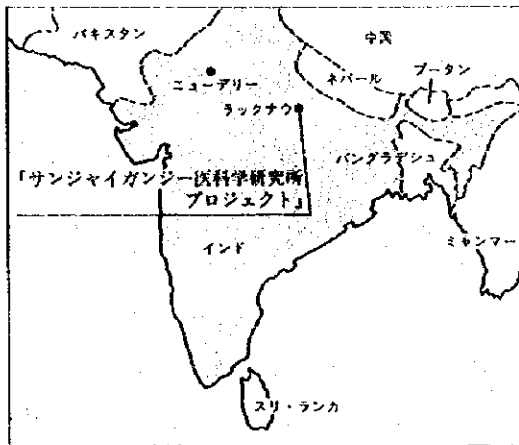 パキスタン
中国
ニューデリー
ネパール
ブータン
ラックナウ
バングラデシュ
「サンジャイガンジー医科学研究所
プロジェクト」
インド
ミャンマー
スリ・ランカ